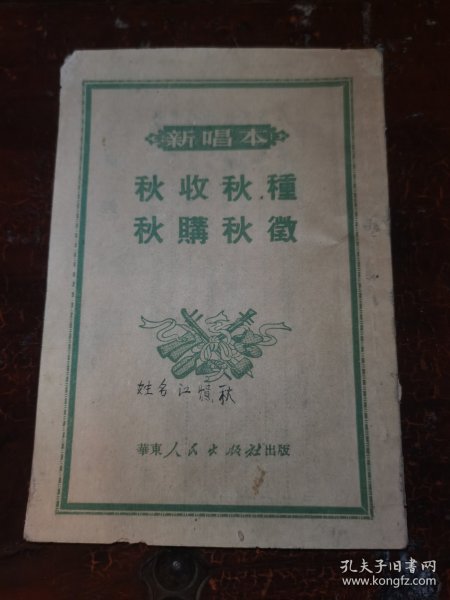 新唱本
秋收秋種
秋購秋徵
姓名江懷秋
華東人民出版社出版
孔夫子旧书网
www.kongfz.com